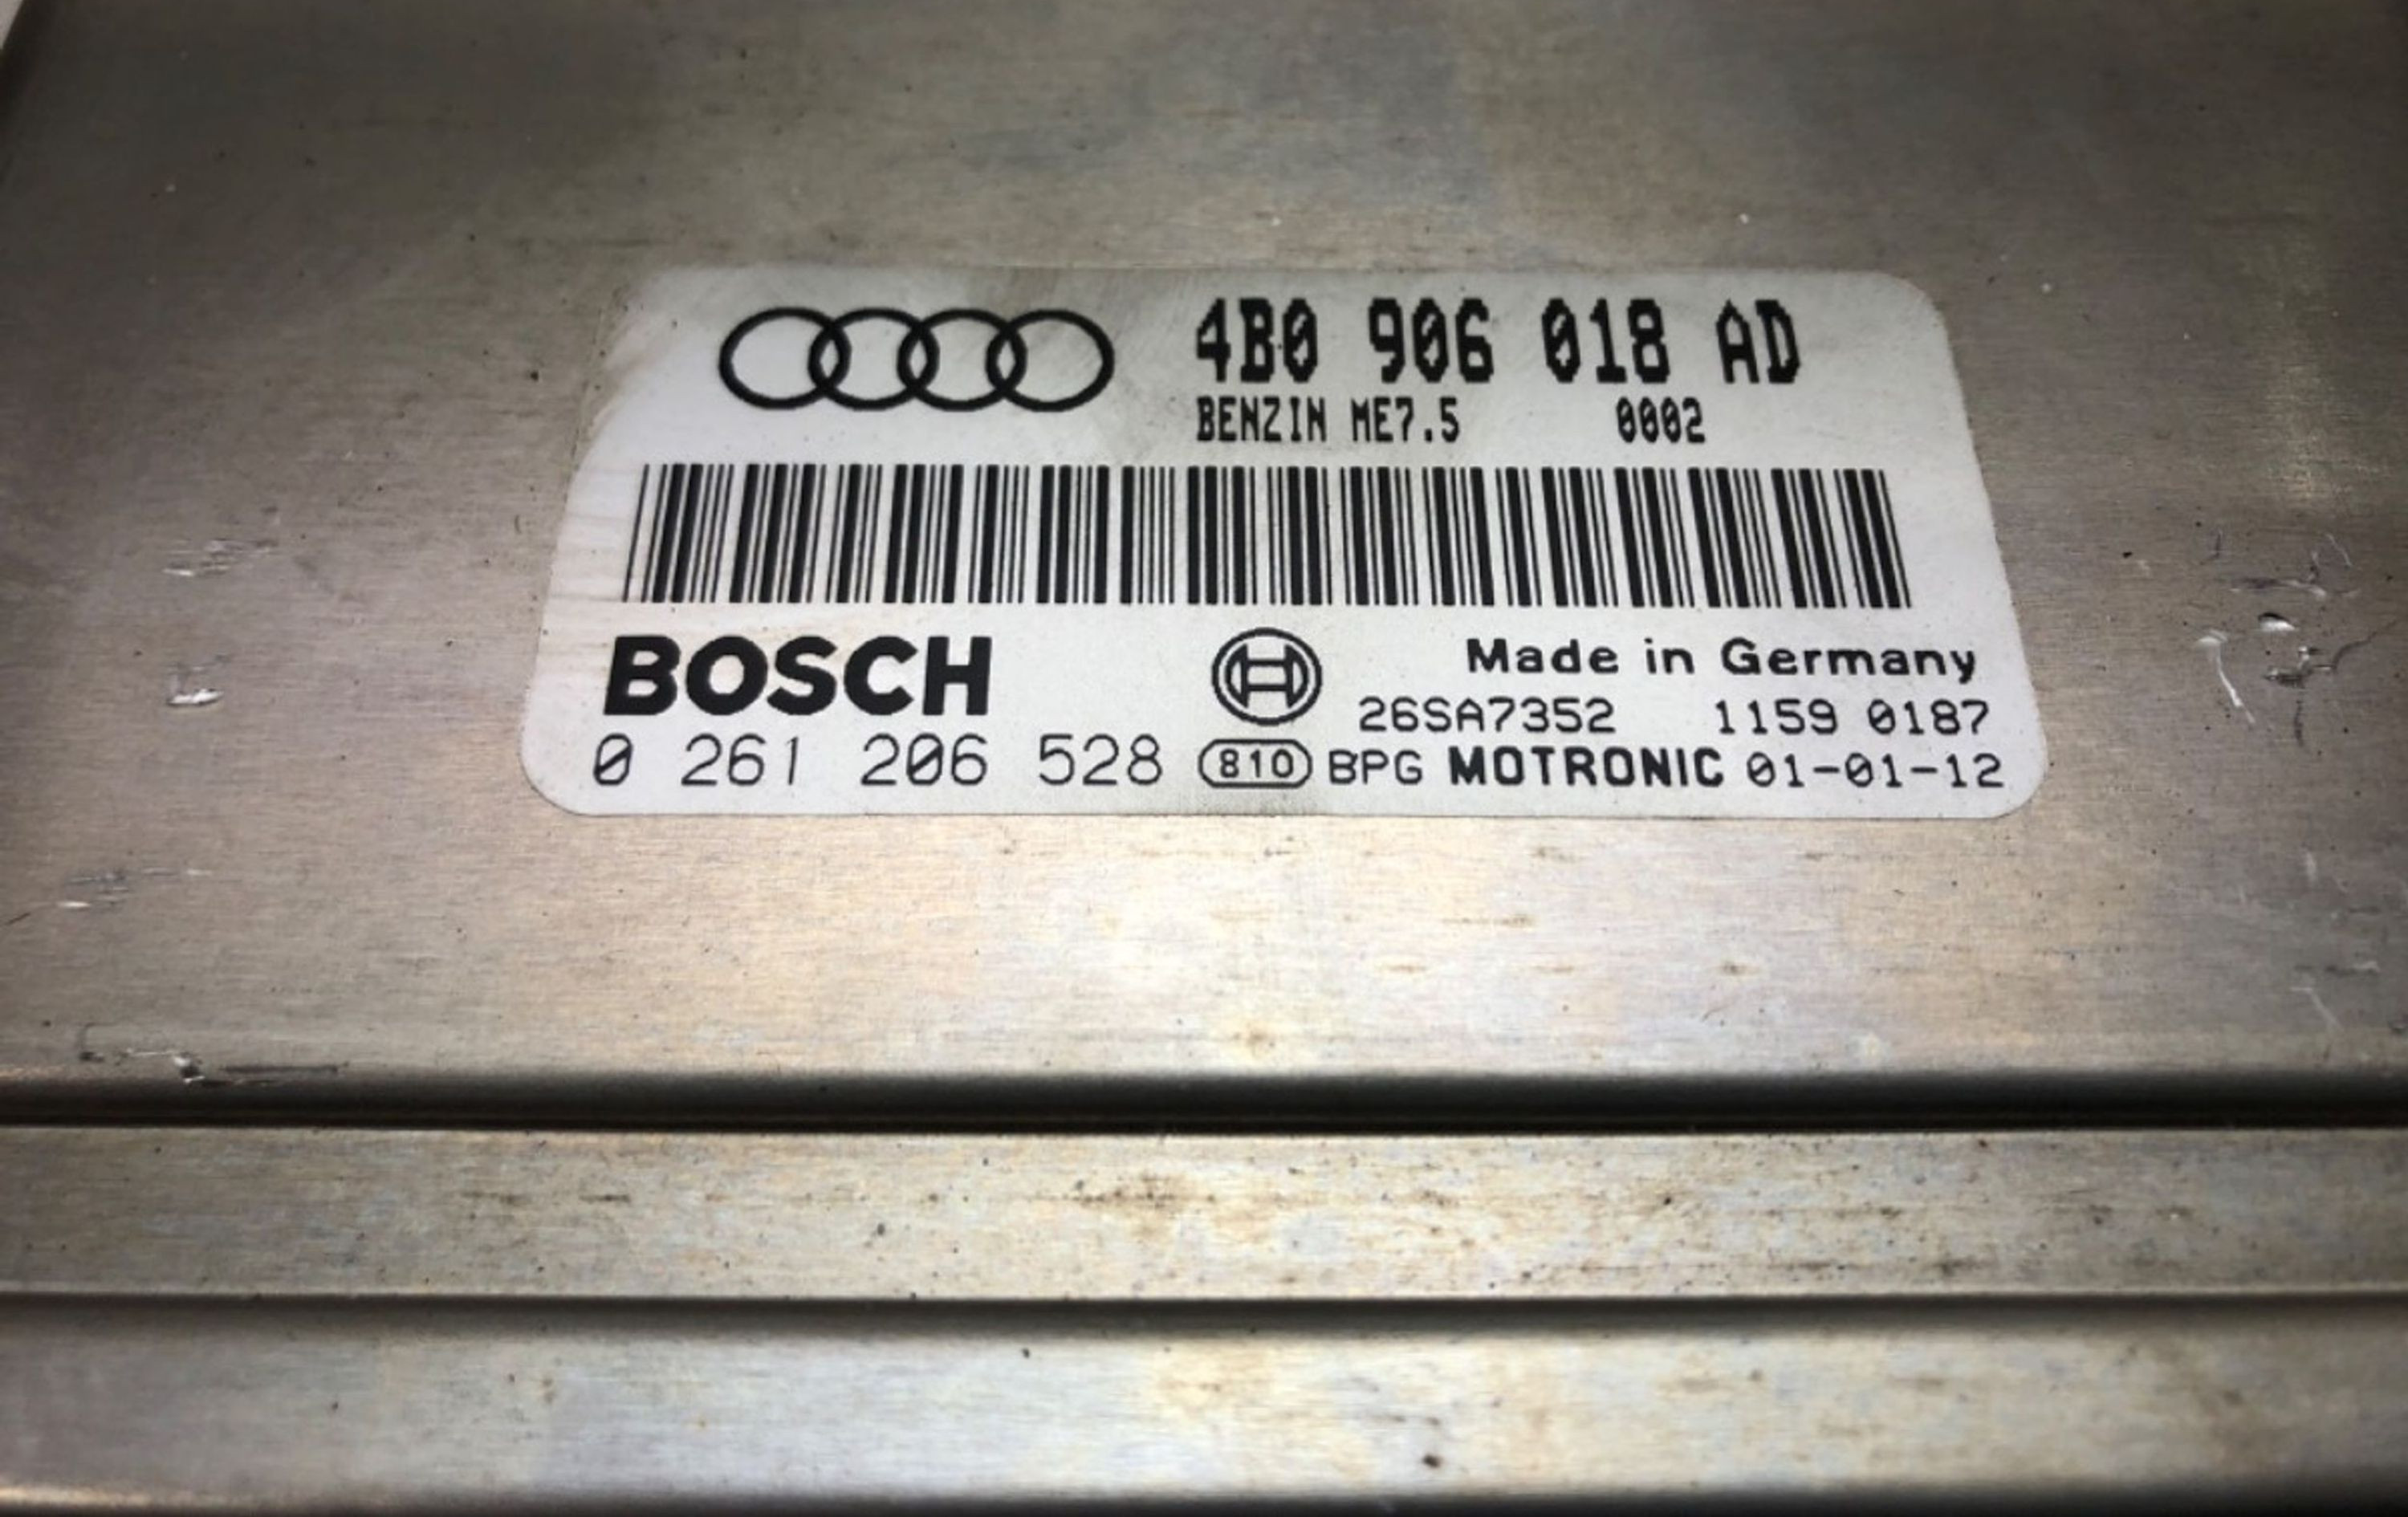 4B0 906 018 AD
BENZIN ME7.5 0002
BOSCH
Made in Germany
26SA7352 1159 0187
0 261 206 528 810 BPG MOTRONIC 01-01-12